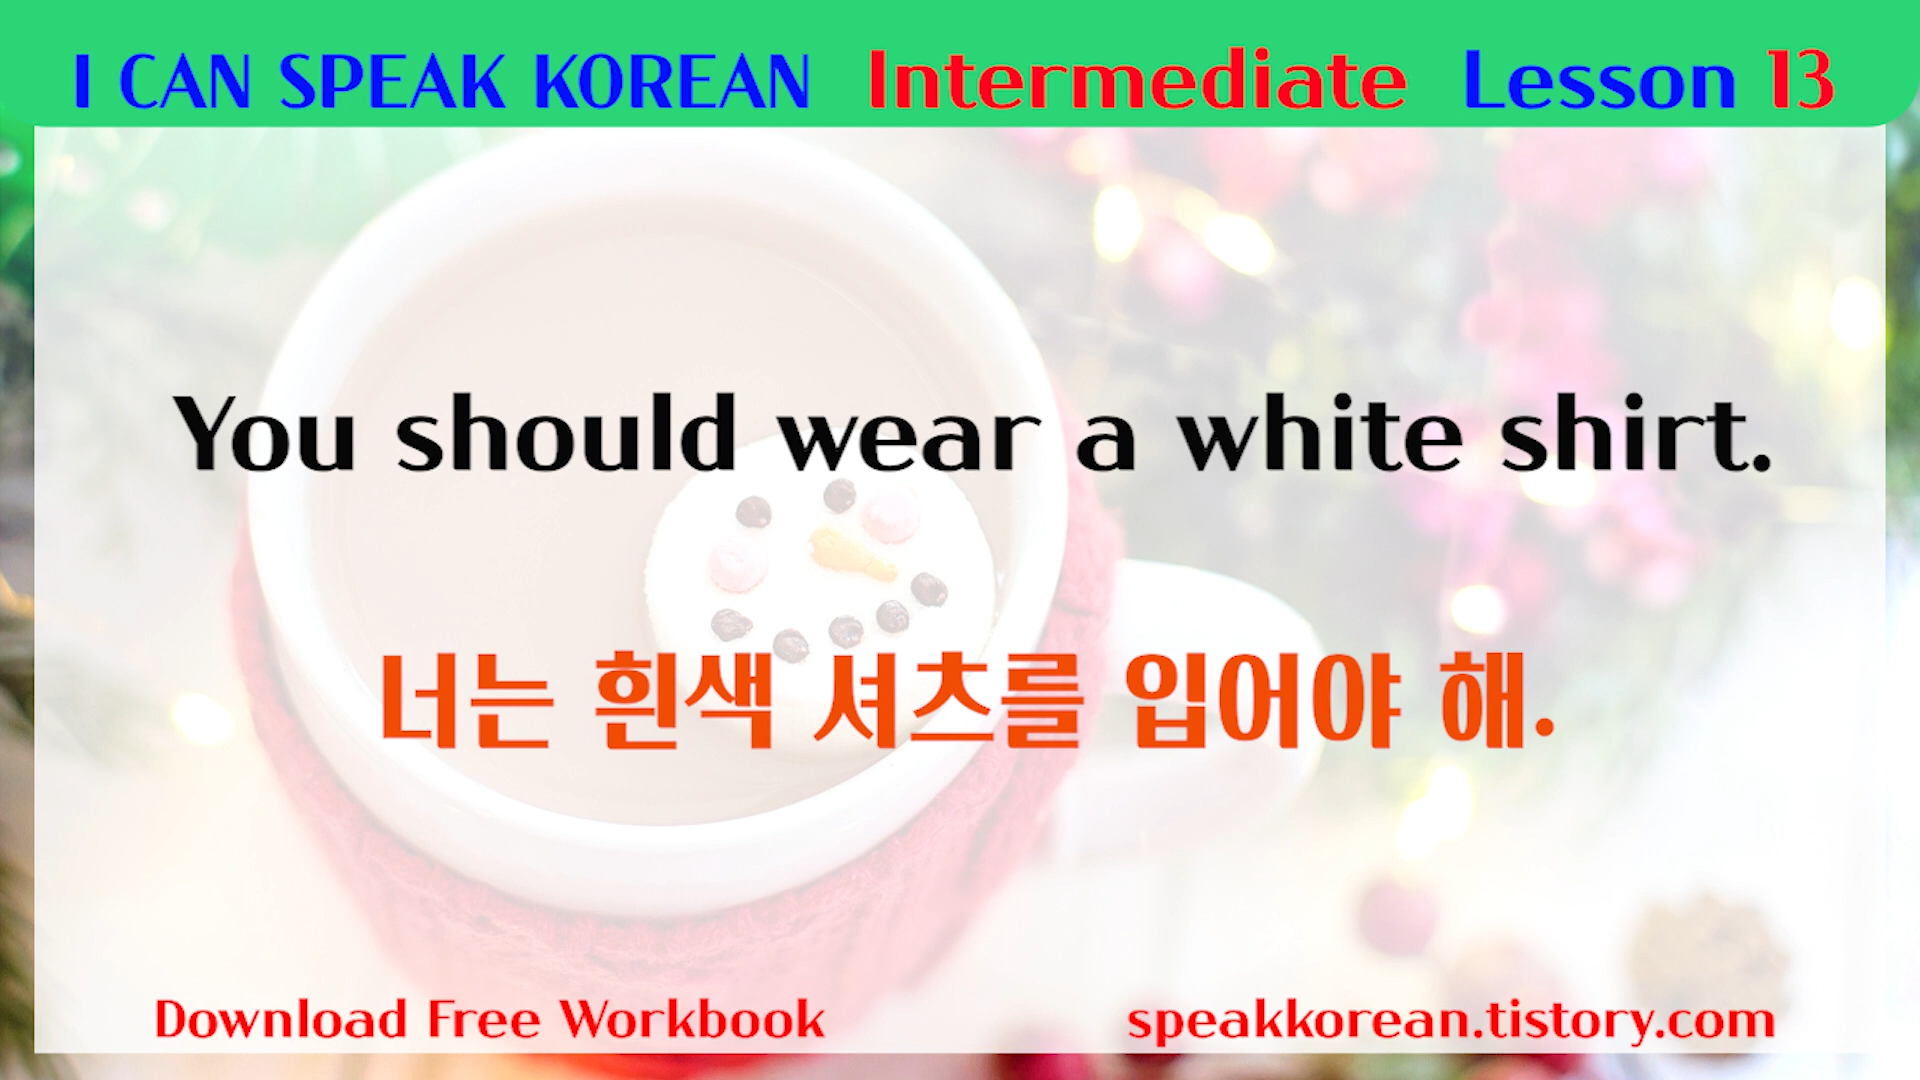 I CAN SPEAK KOREAN Intermediate Lesson 13
You should wear a white shirt.
너는 흰색 셔츠를 입어야 해.
Download Free Workbook speakkorean.tistory.com